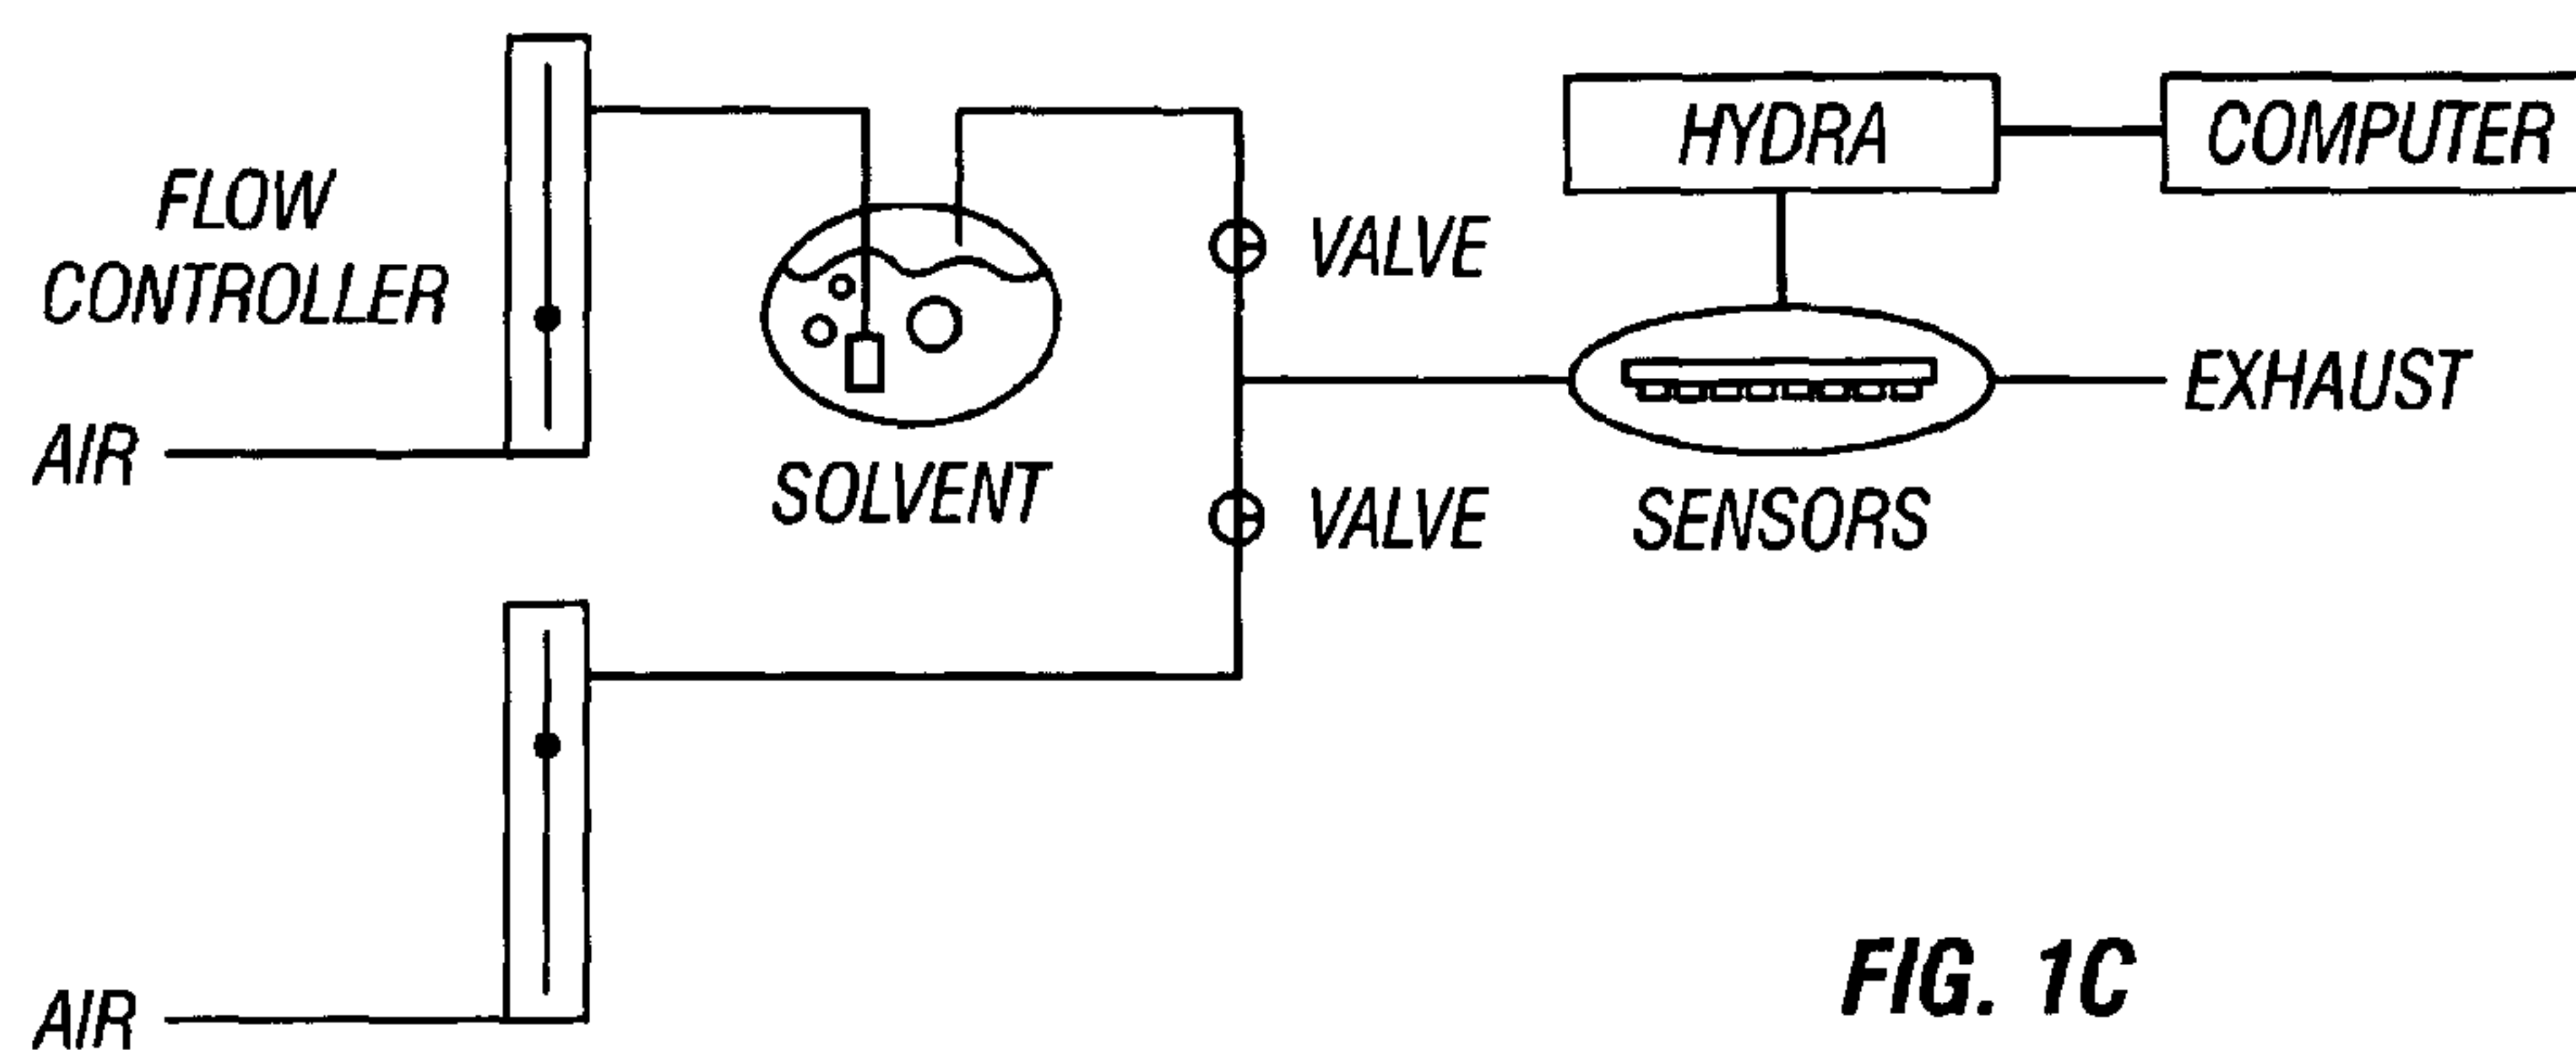 FLOW
CONTROLLER
AIR
SOLVENT
VALVE
VALVE
HYDRA
COMPUTER
SENSORS
EXHAUST
AIR
FIG. 1C